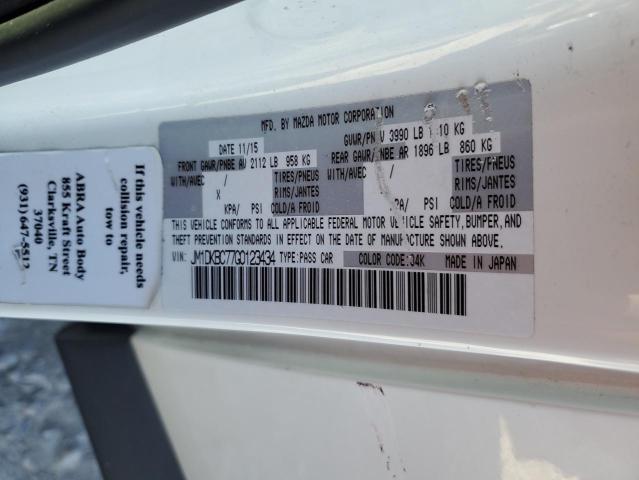 If this vehicle needs
collision repair,
tow to
ABRA Auto Body
855 Kraft Street
Clarksville, TN
37040
(931) 647-5512
MFD. BY MAZDA MOTOR CORPORATION
DATE 11/15
GVWR/PNBV 3990 LB 10 KG
FRONT GAWR/PNBE AV 2112 LB 958 KG
REAR GAWR/PNBE AR 1896 LB 860 KG
WITH/AVEC / TIRES/PNEUS
X RIMS/JANTES
KPA/ PSI COLD/A FROID
WITH/AVEC / TIRES/PNEUS
RIMS/JANTES
KPA/ PSI COLD/A FROID
THIS VEHICLE CONFORMS TO ALL APPLICABLE FEDERAL MOTOR VEHICLE SAFETY, BUMPER, AND
THEFT PREVENTION STANDARDS IN EFFECT ON THE DATE OF MANUFACTURE SHOWN ABOVE.
VIN: JM1DKBC77G0123434 TYPE:PASS CAR COLOR CODE:34K MADE IN JAPAN